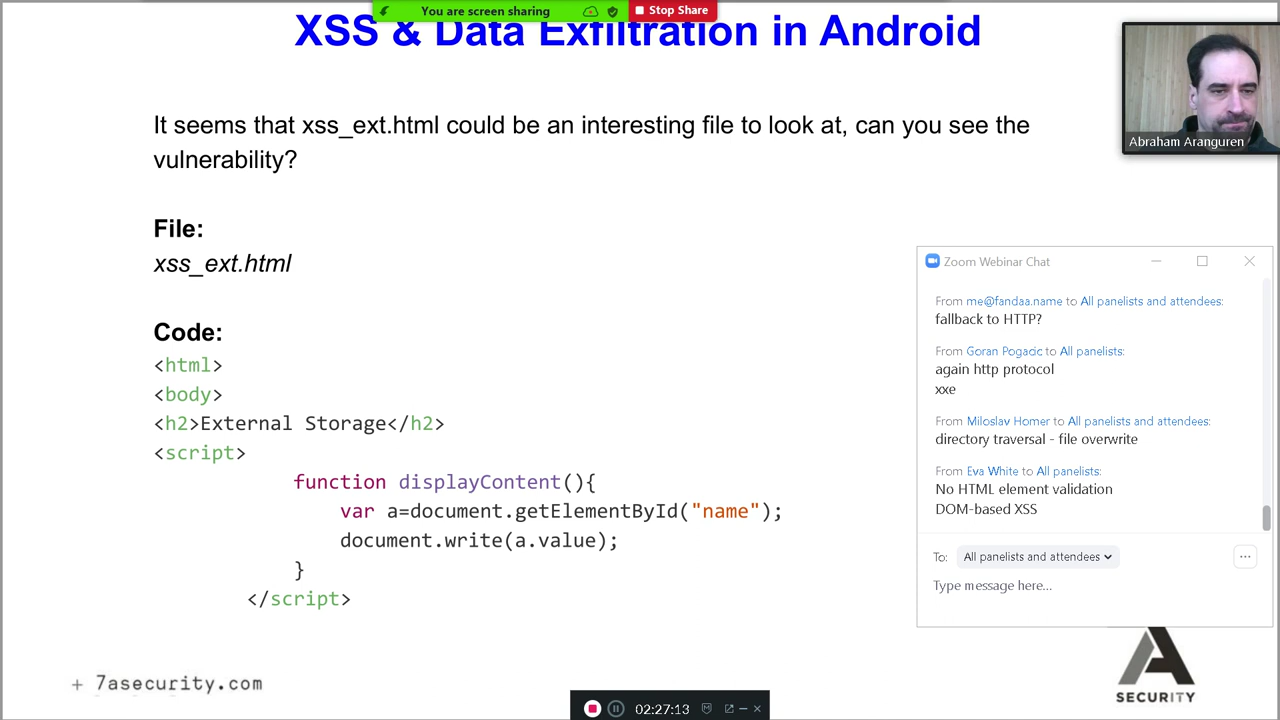 You are screen sharing
Stop Share
XSS & Data Exfiltration in Android
Abraham Aranguren
It seems that xss_ext.html could be an interesting file to look at, can you see the
vulnerability?
File:
xss_ext.html
Code:
<html>
<body>
<h2>External Storage</h2>
<script>
function displayContent(){
var a=document.getElementById("name");
document.write(a.value);
}
</script>
Zoom Webinar Chat
From me@fandaa.name to All panelists and attendees:
fallback to HTTP?
From Goran Pogacic to All panelists:
again http protocol
xxe
From Miloslav Homer to All panelists and attendees:
directory traversal - file overwrite
From Eva White to All panelists:
No HTML element validation
DOM-based XSS
To: All panelists and attendees
Type message here...
+ 7asecurity.com
SECURITY
02:27:13